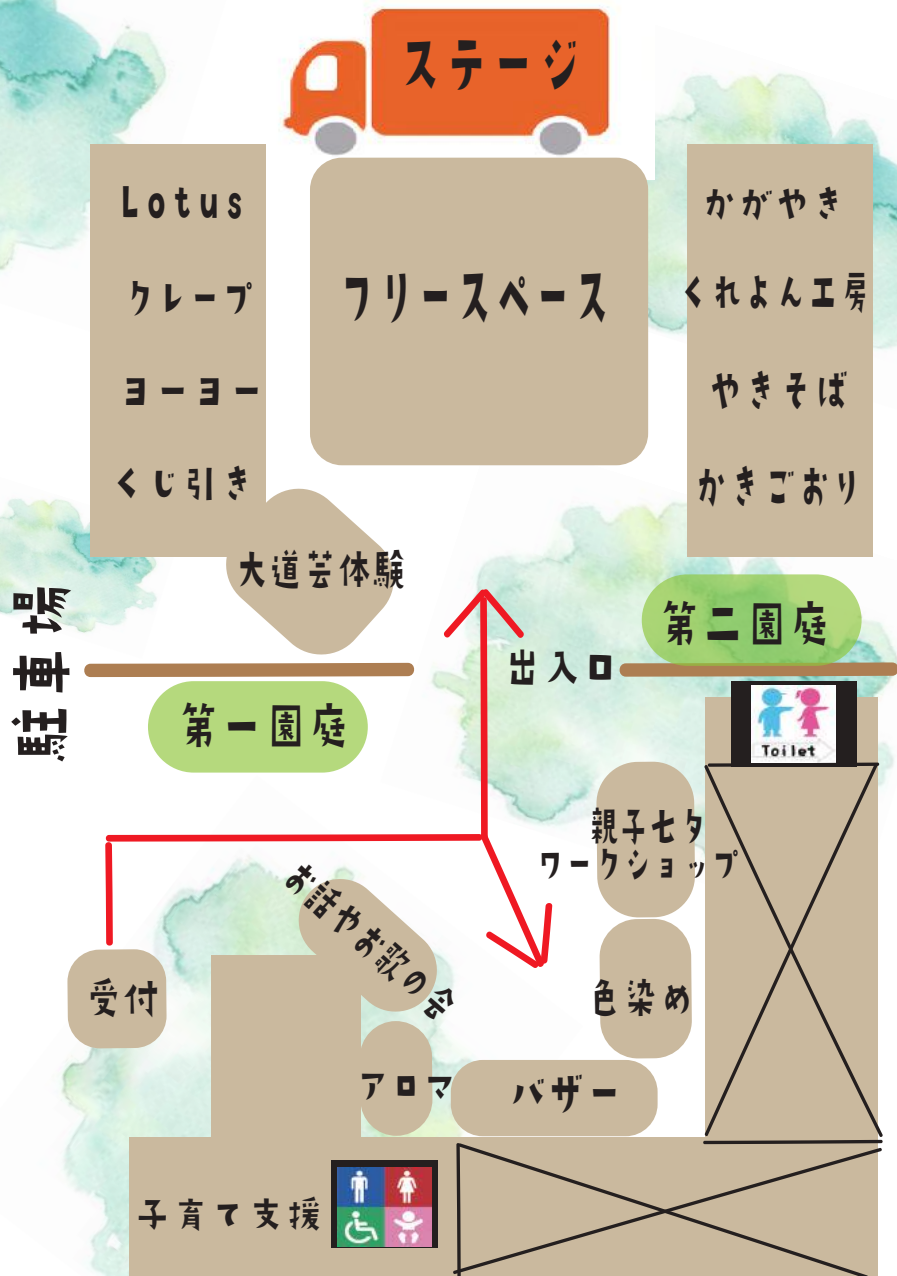 ステージ
Lotus
クレープ
ヨーヨー
くじ引き
フリースペース
かがやき
くれよん工房
やきそば
かきごおり
大道芸体験
駐車場
第二園庭
出入口
第一園庭
Toilet
親子七夕
ワークショップ
お話やお歌の会
受付
色染め
アロマ
バザー
子育て支援